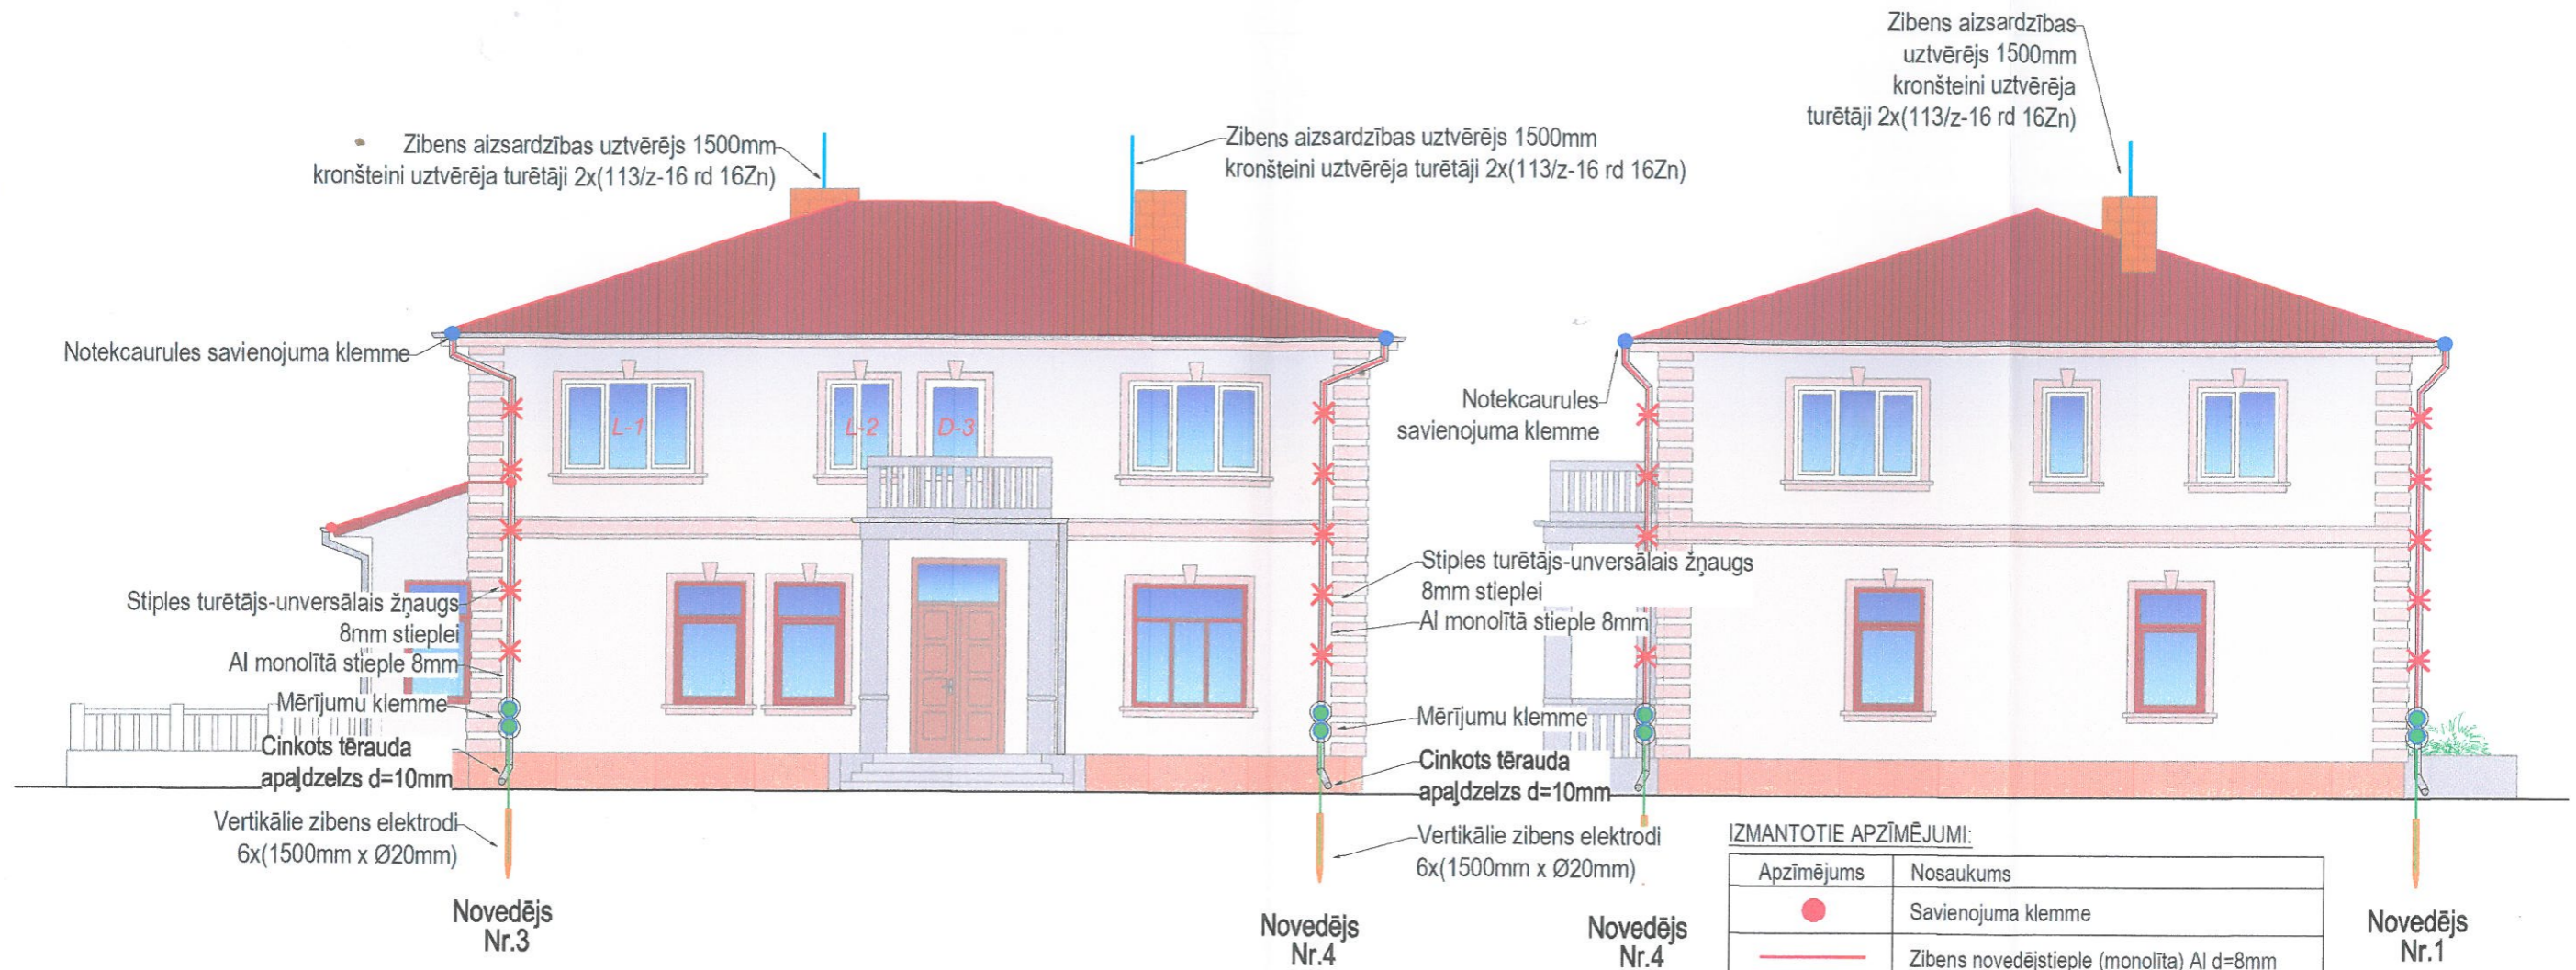 Zibens aizsardzības uztvērējs 1500mm
kronšteini uztvērēja turētāji 2x(113/z-16 rd 16Zn)
Zibens aizsardzības uztvērējs 1500mm
kronšteini uztvērēja turētāji 2x(113/z-16 rd 16Zn)
Zibens aizsardzības
uztvērējs 1500mm
kronšteini uztvērēja
turētāji 2x(113/z-16 rd 16Zn)
Notekcaurules savienojuma klemme
L-1
L-2
D-3
Notekcaurules
savienojuma klemme
Stiples turētājs-unversālais žņaugs
8mm stieplei
Al monolītā stieple 8mm
Mērījumu klemme
Cinkots tērauda
apaļdzelzs d=10mm
Vertikālie zibens elektrodi
6x(1500mm x Ø20mm)
Novedējs
Nr.3
Stiples turētājs-unversālais žņaugs
8mm stieplei
Al monolītā stieple 8mm
Mērījumu klemme
Cinkots tērauda
apaļdzelzs d=10mm
Vertikālie zibens elektrodi
6x(1500mm x Ø20mm)
Novedējs
Nr.4
Novedējs
Nr.4
IZMANTOTIE APZĪMĒJUMI:
Apzīmējums Nosaukums
Savienojuma klemme
Zibens novedējstieple (monolīta) Al d=8mm
Novedējs
Nr.1